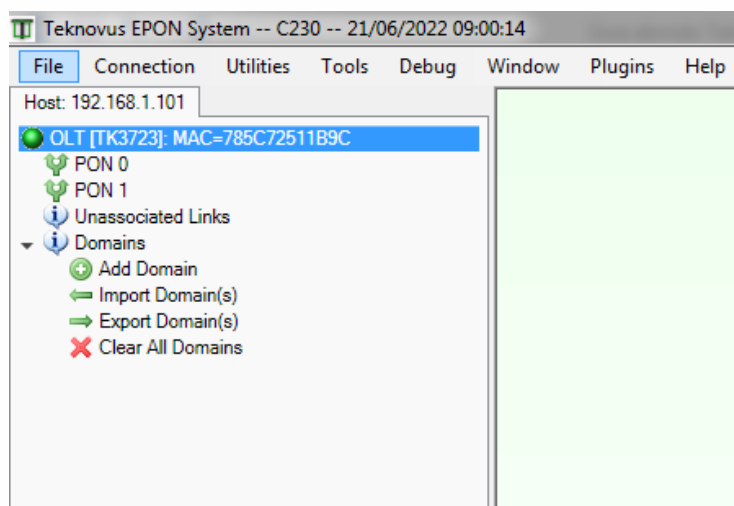 Teknovus EPON System -- C230 -- 21/06/2022 09:00:14
File Connection Utilities Tools Debug Window Plugins Help
Host: 192.168.1.101
OLT [TK3723]: MAC=785C72511B9C
PON 0
PON 1
Unassociated Links
Domains
Add Domain
Import Domain(s)
Export Domain(s)
Clear All Domains